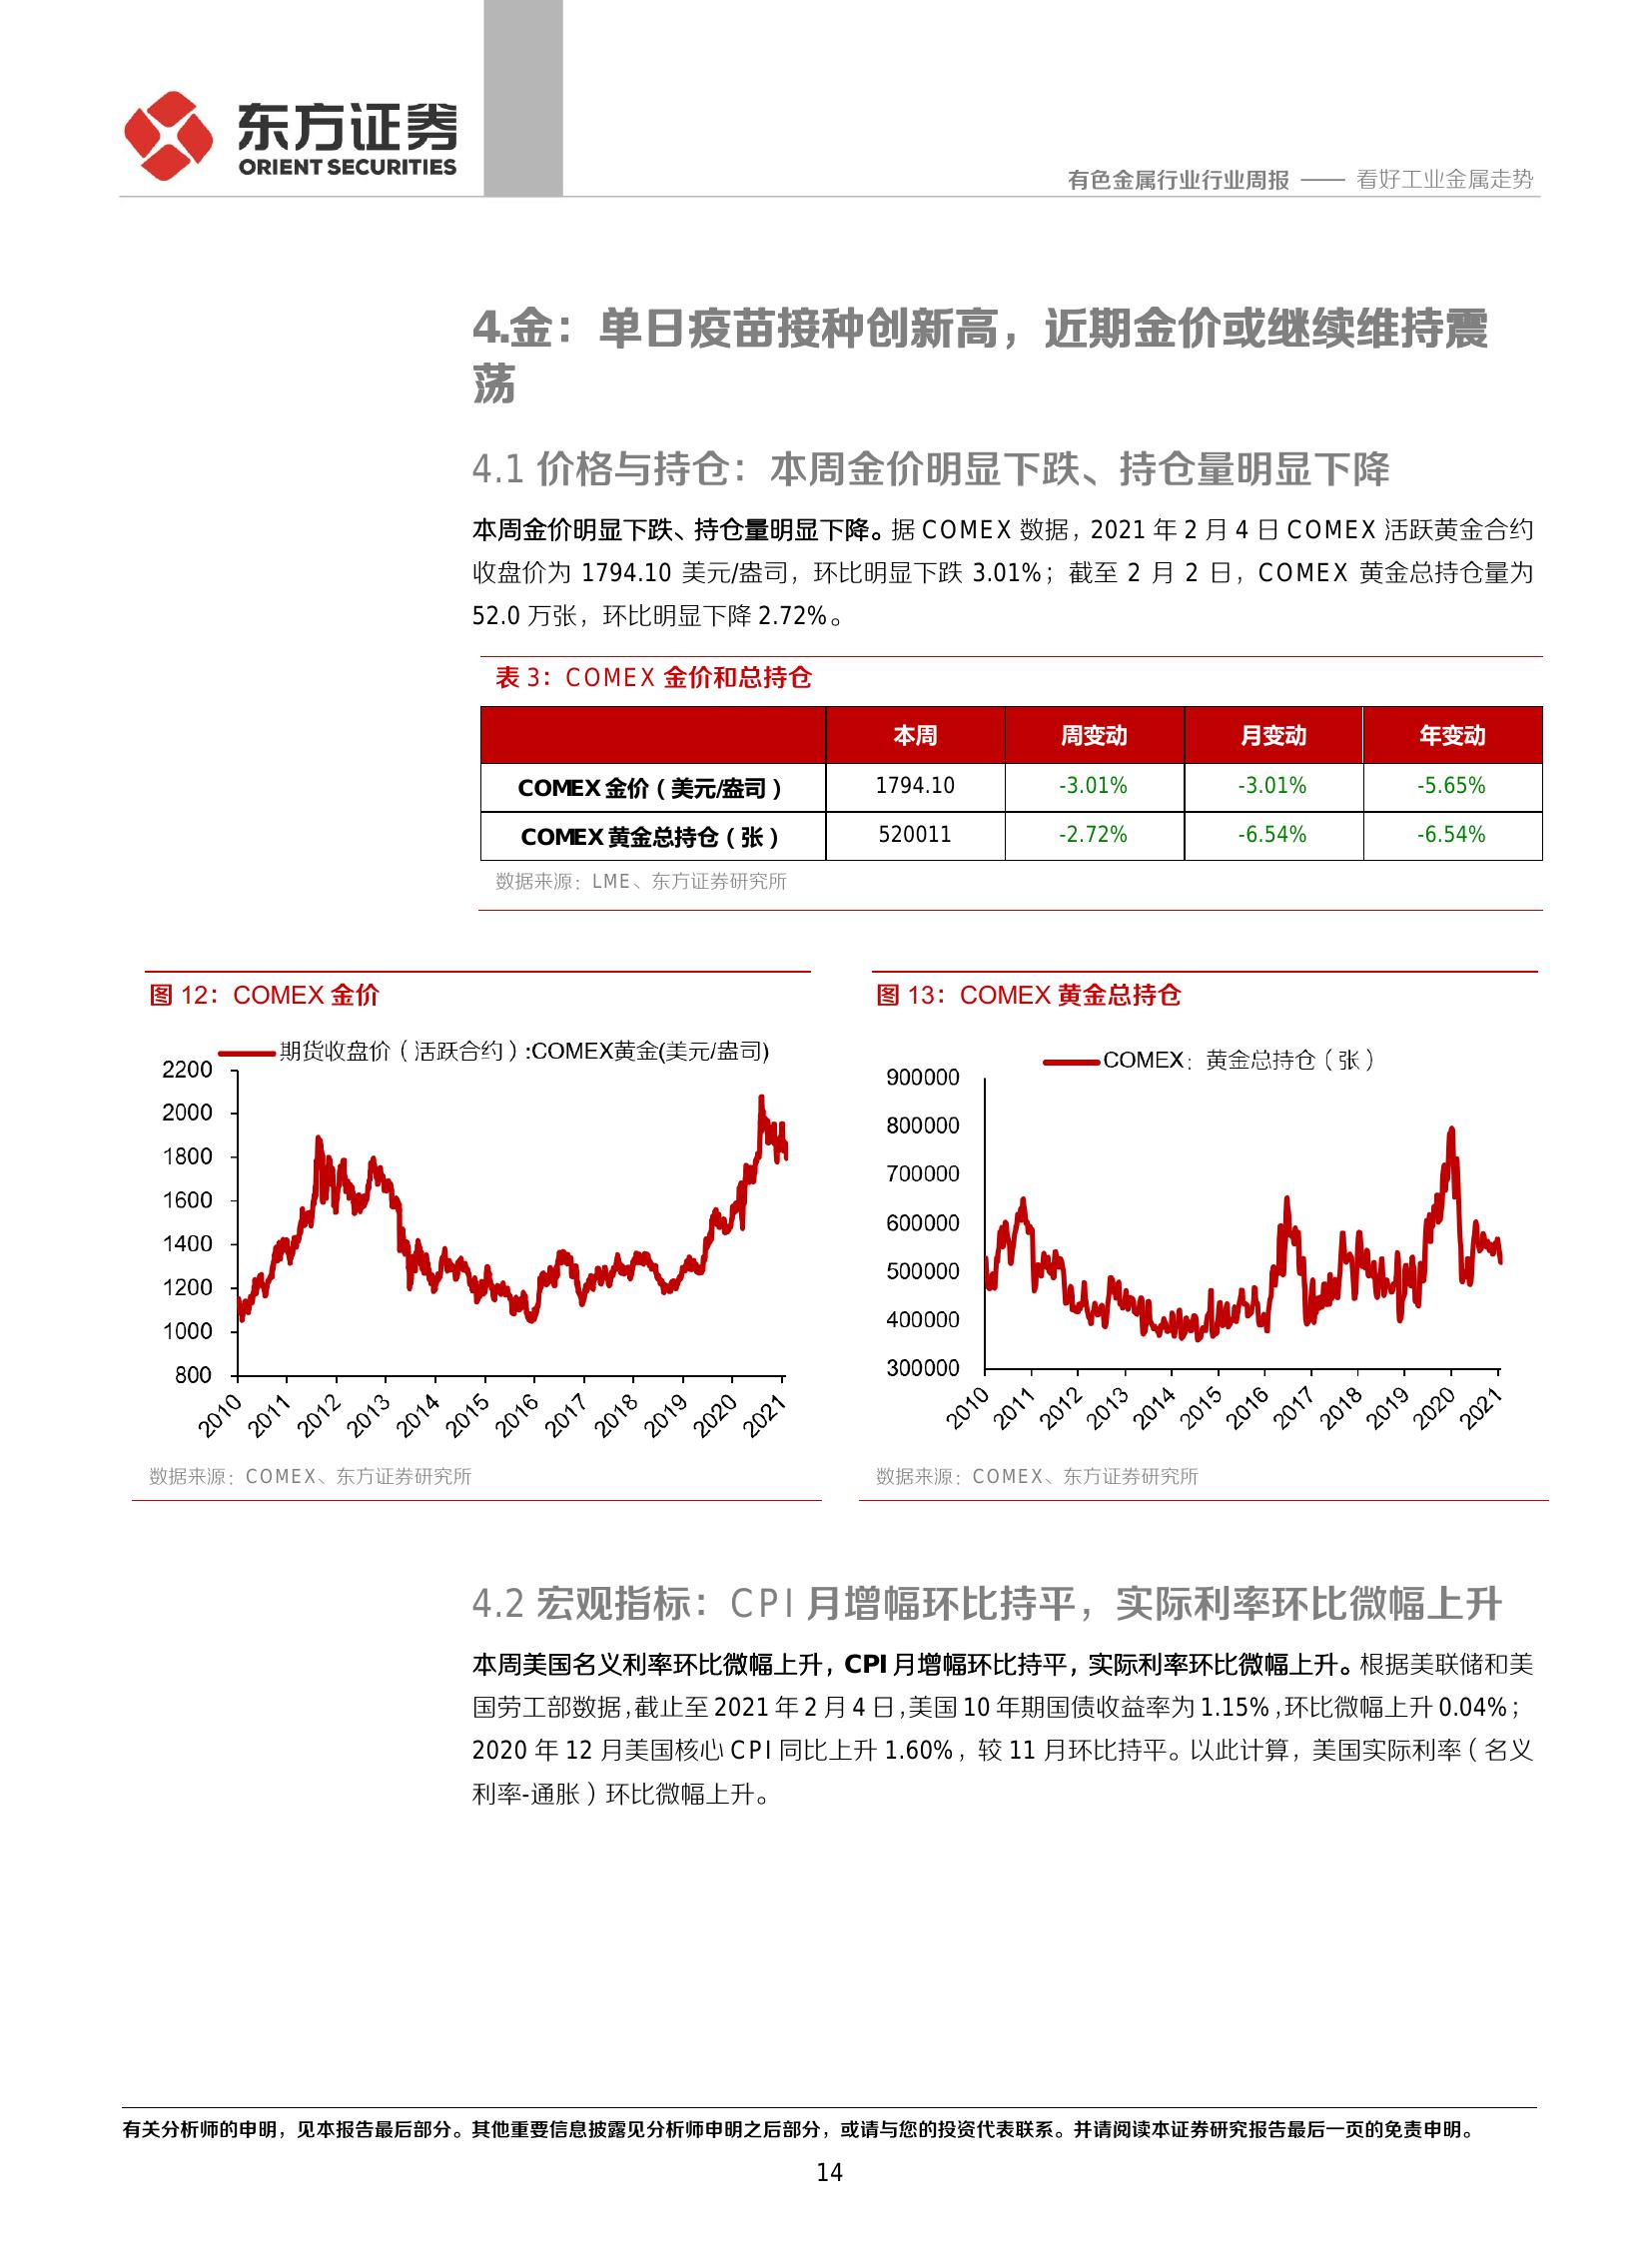 东方证券
ORIENT SECURITIES
有色金属行业行业周报 —— 看好工业金属走势
4.金：单日疫苗接种创新高，近期金价或继续维持震
荡
4.1 价格与持仓：本周金价明显下跌、持仓量明显下降
本周金价明显下跌、持仓量明显下降。据 COMEX 数据，2021 年 2 月 4 日 COMEX 活跃黄金合约
收盘价为 1794.10 美元/盎司，环比明显下跌 3.01%；截至 2 月 2 日，COMEX 黄金总持仓量为
52.0 万张，环比明显下降 2.72%。
表 3：COMEX 金价和总持仓
本周 周变动 月变动 年变动
COMEX 金价（美元/盎司） 1794.10 -3.01% -3.01% -5.65%
COMEX 黄金总持仓（张） 520011 -2.72% -6.54% -6.54%
数据来源：LME、东方证券研究所
图 12：COMEX 金价
期货收盘价（活跃合约）:COMEX黄金(美元/盎司)
2200
2000
1800
1600
1400
1200
1000
800
2010 2011 2012 2013 2014 2015 2016 2017 2018 2019 2020 2021
数据来源：COMEX、东方证券研究所
图 13：COMEX 黄金总持仓
COMEX：黄金总持仓（张）
900000
800000
700000
600000
500000
400000
300000
2010 2011 2012 2013 2014 2015 2016 2017 2018 2019 2020 2021
数据来源：COMEX、东方证券研究所
4.2 宏观指标：CPI 月增幅环比持平，实际利率环比微幅上升
本周美国名义利率环比微幅上升，CPI 月增幅环比持平，实际利率环比微幅上升。根据美联储和美
国劳工部数据，截止至 2021 年 2 月 4 日，美国 10 年期国债收益率为 1.15%，环比微幅上升 0.04%；
2020 年 12 月美国核心 CPI 同比上升 1.60%，较 11 月环比持平。以此计算，美国实际利率（名义
利率-通胀）环比微幅上升。
有关分析师的申明，见本报告最后部分。其他重要信息披露见分析师申明之后部分，或请与您的投资代表联系。并请阅读本证券研究报告最后一页的免责申明。
14